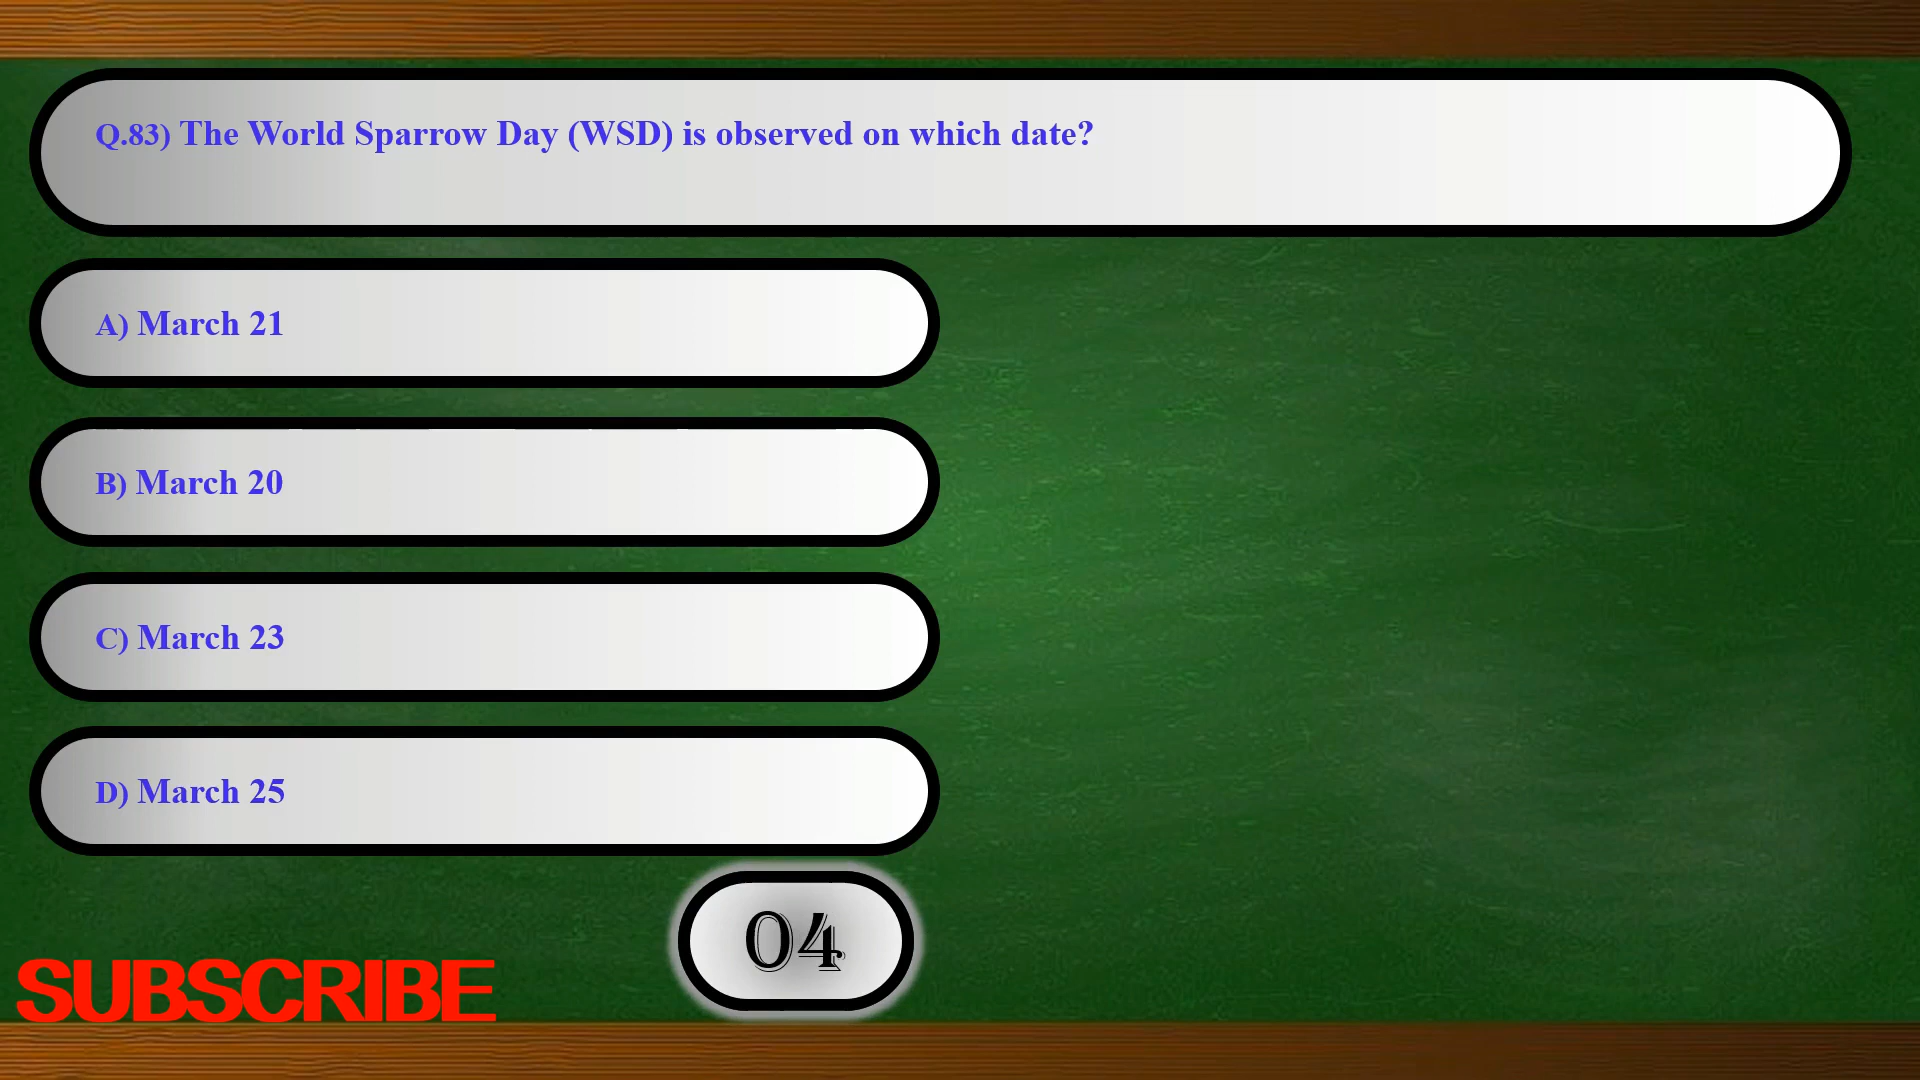 Q.83) The World Sparrow Day (WSD) is observed on which date?
A) March 21
B) March 20
C) March 23
D) March 25
04
SUBSCRIBE